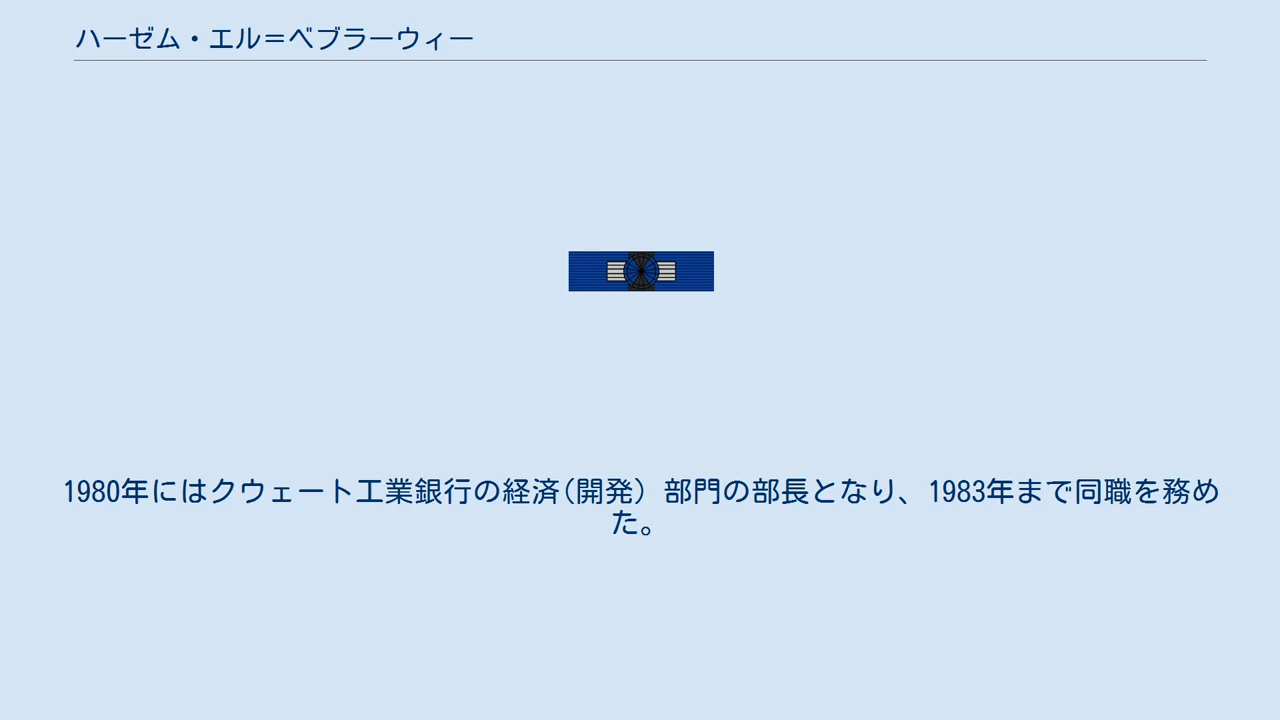 ハーゼム・エル＝ベブラーウィー
1980年にはクウェート工業銀行の経済(開発) 部門の部長となり、1983年まで同職を務め
た。